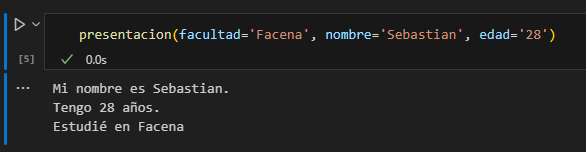 presentacion(facultad='Facena', nombre='Sebastian', edad='28')
[5]
0.0s
Mi nombre es Sebastian.
Tengo 28 años.
Estudié en Facena